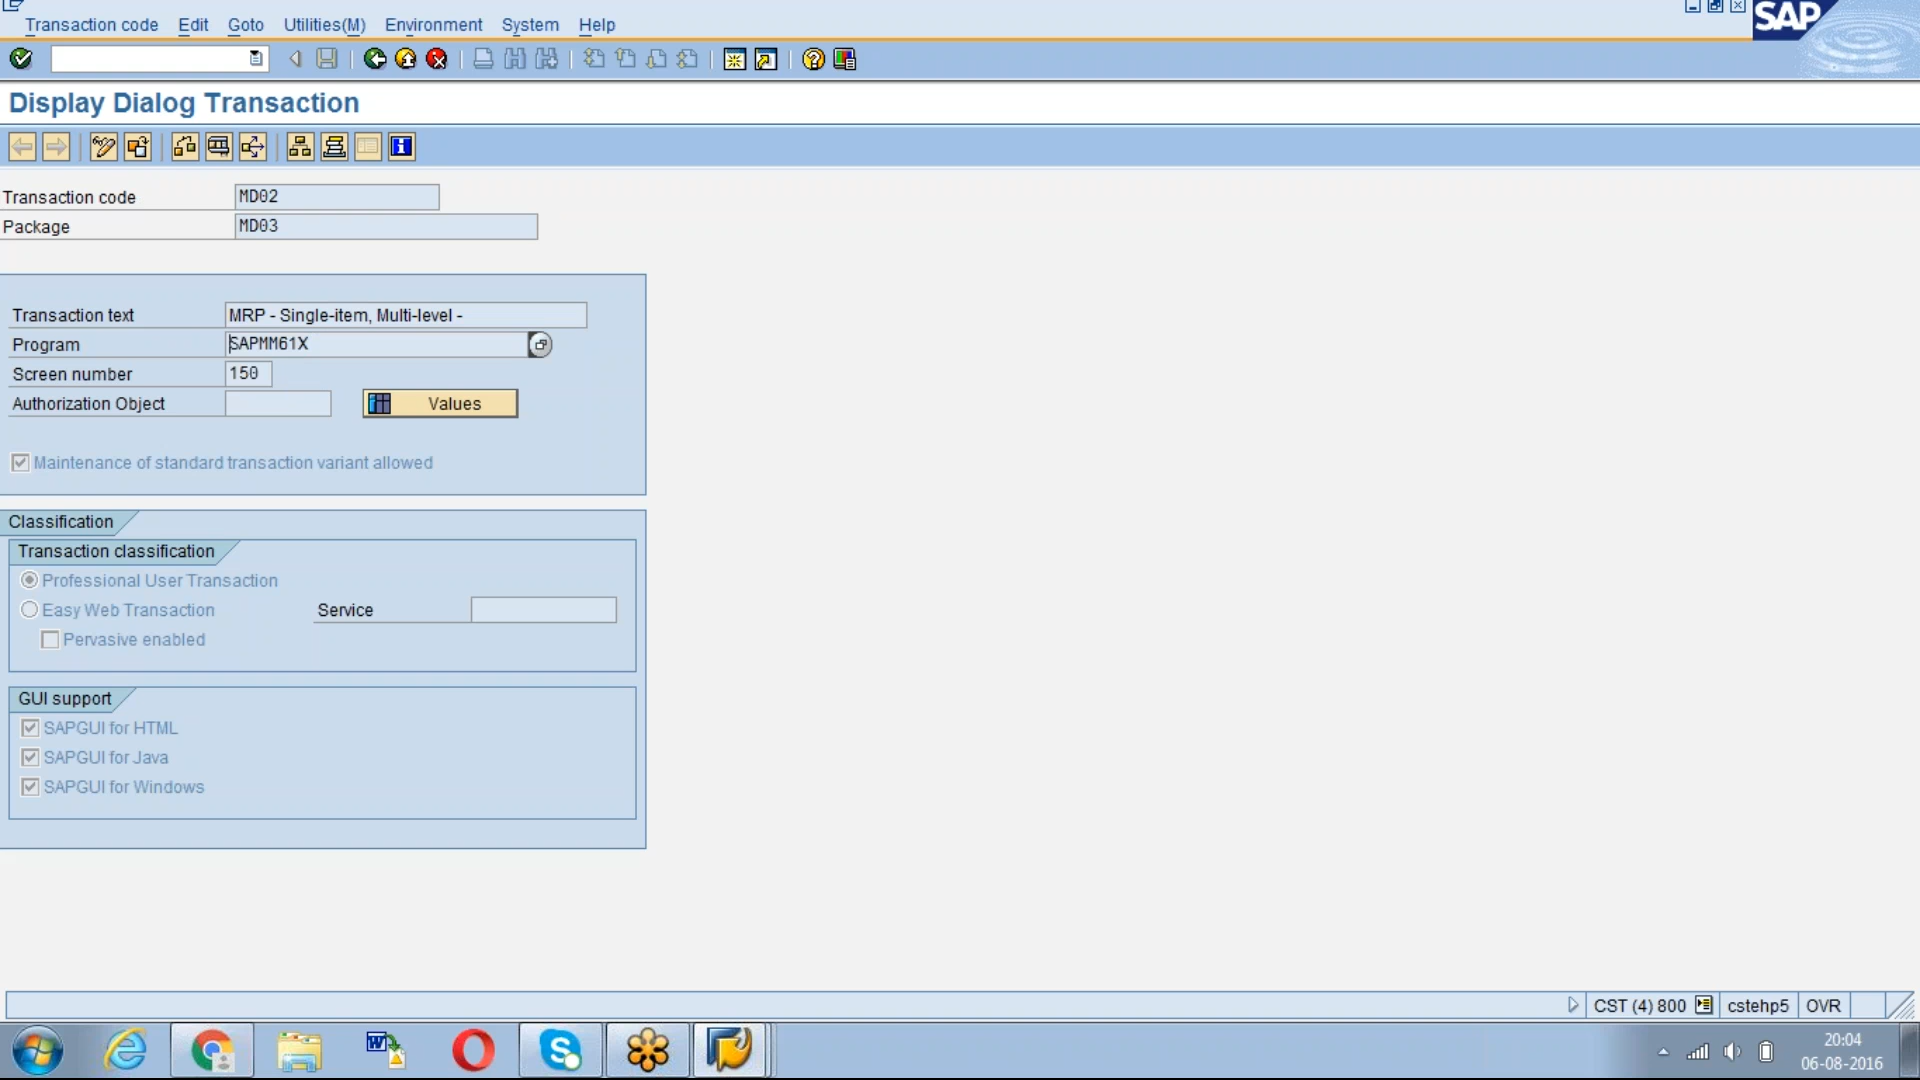 Transaction code Edit Goto Utilities(M) Environment System Help
SAP
Display Dialog Transaction
Transaction code MD02
Package MD03
Transaction text MRP - Single-item, Multi-level -
Program SAPMM61X
Screen number 150
Authorization Object Values
Maintenance of standard transaction variant allowed
Classification
Transaction classification
Professional User Transaction
Easy Web Transaction Service
Pervasive enabled
GUI support
SAPGUI for HTML
SAPGUI for Java
SAPGUI for Windows
CST (4) 800 cstehp5 OVR
20:04
06-08-2016